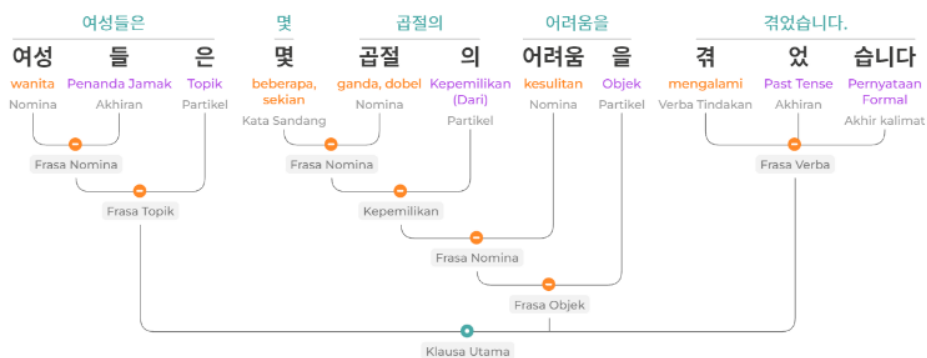 여성들은 몇 곱절의 어려움을 겪었습니다.
여성 들 은 몇 곱절 의 어려움 을 겪 었 습니다
wanita Penanda Jamak Topik beberapa, sekian ganda, dobel Kepemilikan (Dari) kesulitan Objek mengalami Past Tense Pernyataan Formal
Nomina Akhiran Partikel Kata Sandang Nomina Partikel Nomina Partikel Verba Tindakan Akhiran Akhir kalimat
Frasa Nomina Frasa Nomina Frasa Verba
Frasa Topik Kepemilikan
Frasa Nomina
Frasa Objek
Klausa Utama